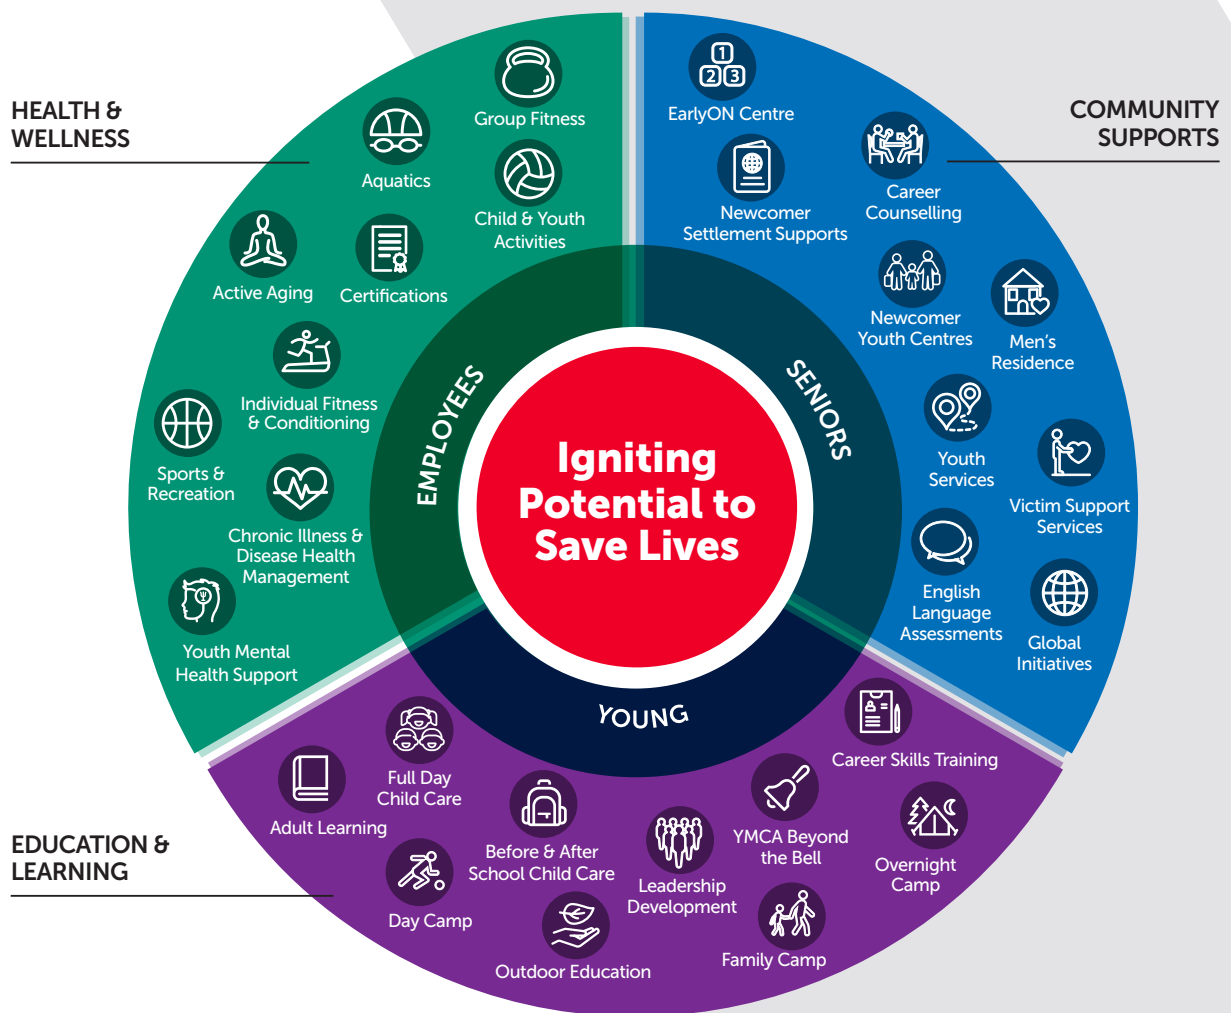 HEALTH &
WELLNESS
Group Fitness
Aquatics
Child & Youth
Activities
Active Aging
Certifications
Individual Fitness
& Conditioning
Sports &
Recreation
Chronic Illness &
Disease Health
Management
Youth Mental
Health Support
COMMUNITY
SUPPORTS
1
2 3
EarlyON Centre
Career
Counselling
Newcomer
Settlement Supports
Newcomer
Youth Centres
Men's
Residence
Youth
Services
Victim Support
Services
English
Language
Assessments
Global
Initiatives
EMPLOYEES
SENIORS
YOUNG
Igniting
Potential to
Save Lives
EDUCATION &
LEARNING
Career Skills Training
Full Day
Child Care
Adult Learning
Before & After
School Child Care
YMCA Beyond
the Bell
Overnight
Camp
Leadership
Development
Day Camp
Family Camp
Outdoor Education